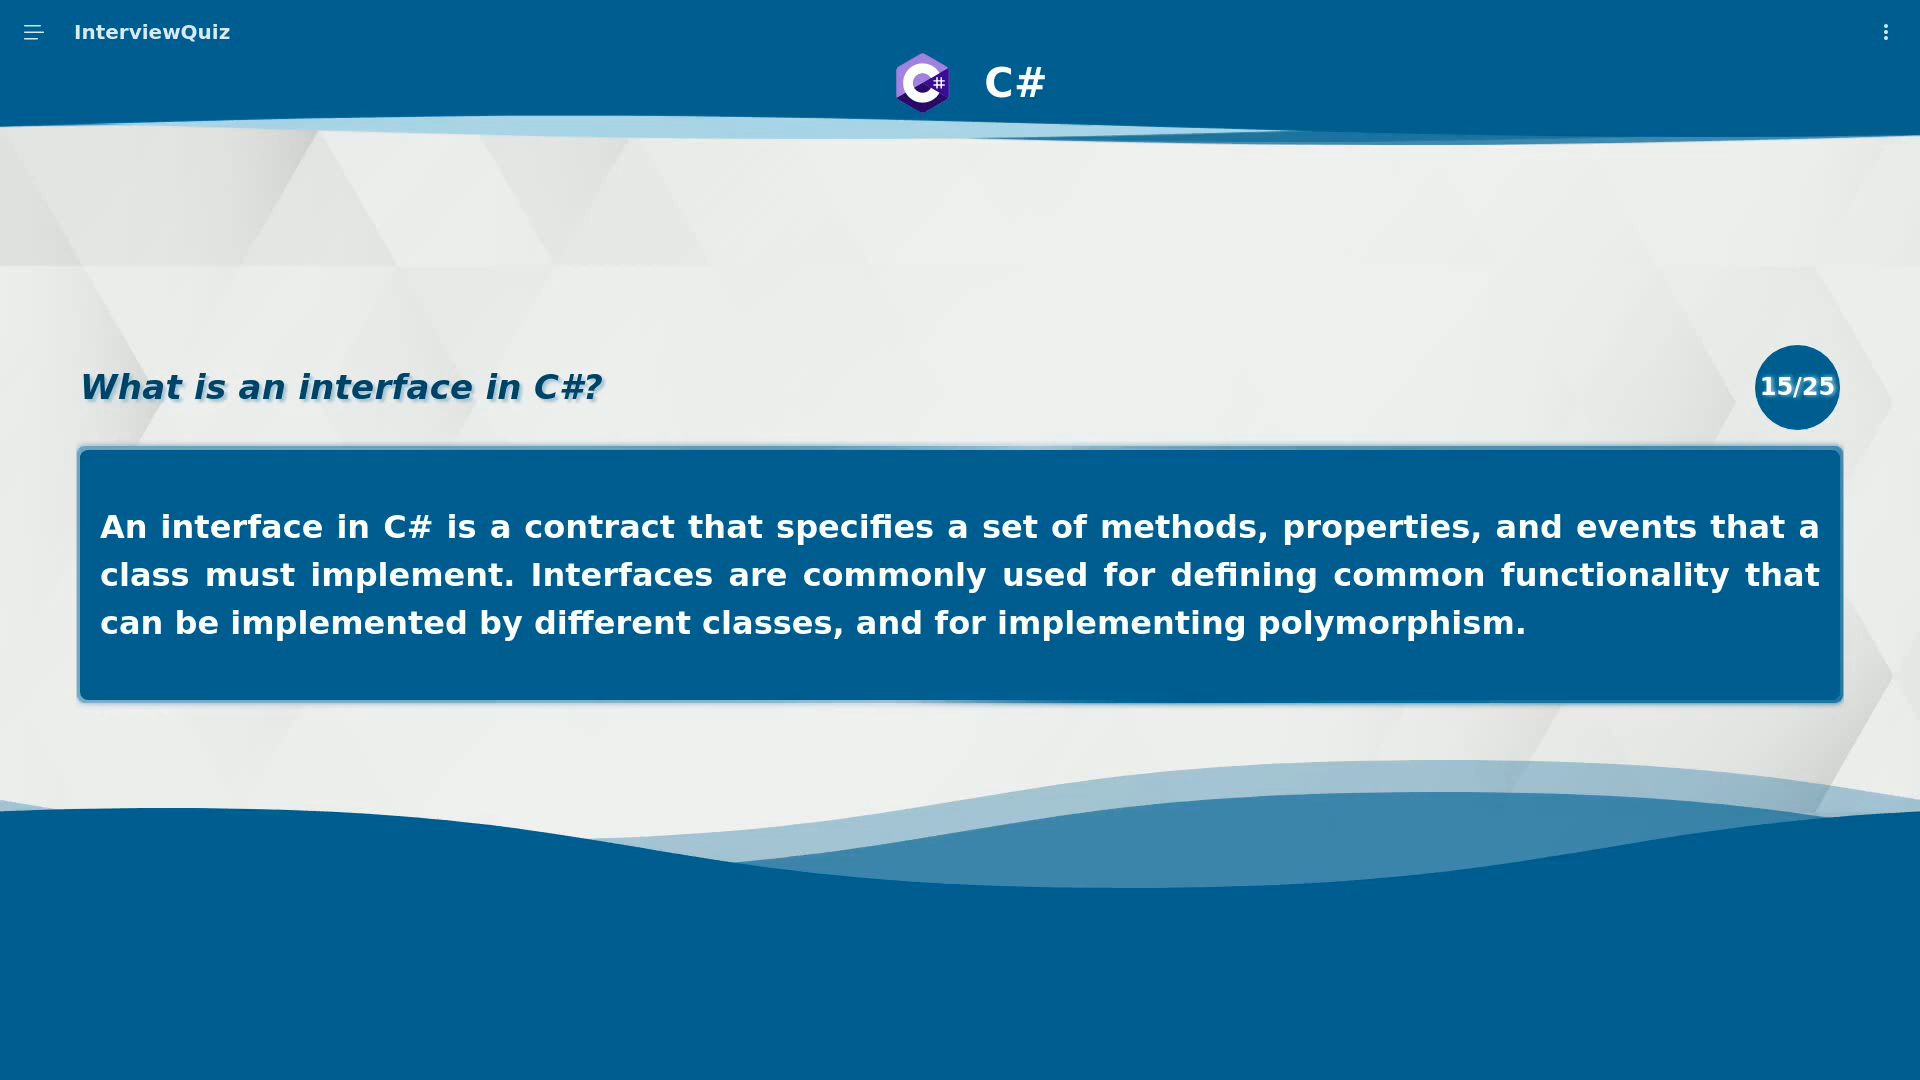 InterviewQuiz
C#
What is an interface in C#?
15/25
An interface in C# is a contract that specifies a set of methods, properties, and events that a
class must implement. Interfaces are commonly used for defining common functionality that
can be implemented by different classes, and for implementing polymorphism.